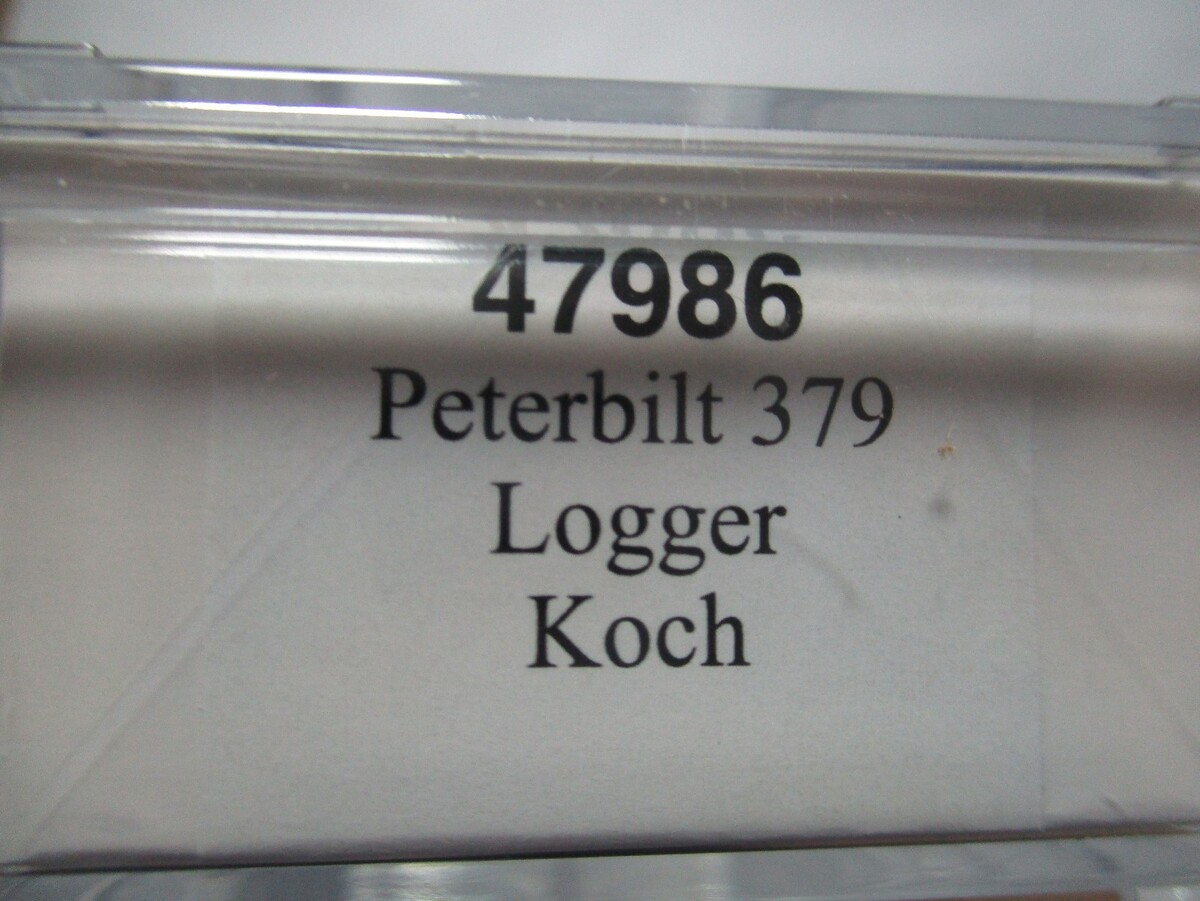 47986
Peterbilt 379
Logger
Koch